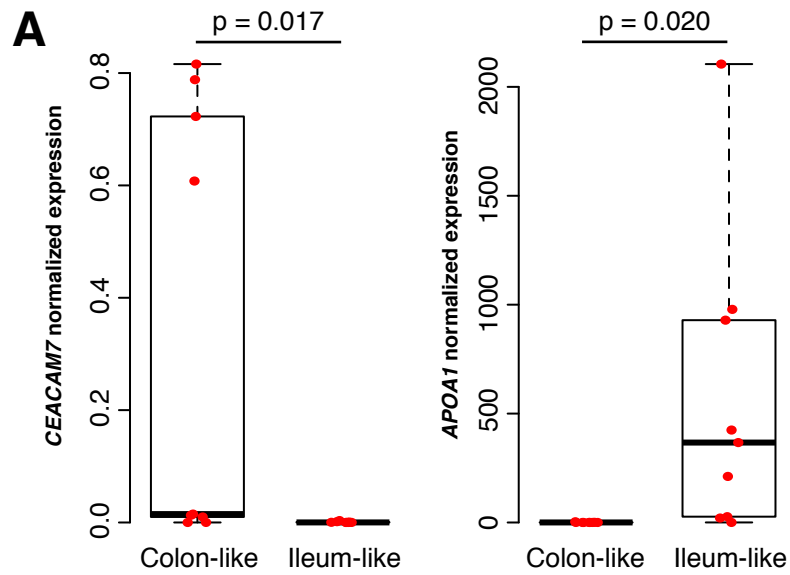 A
p = 0.017
CEACAM7 normalized expression
0.8
0.6
0.4
0.2
0.0
Colon-like
Ileum-like
p = 0.020
APOA1 normalized expression
2000
1500
1000
500
0
Colon-like
Ileum-like